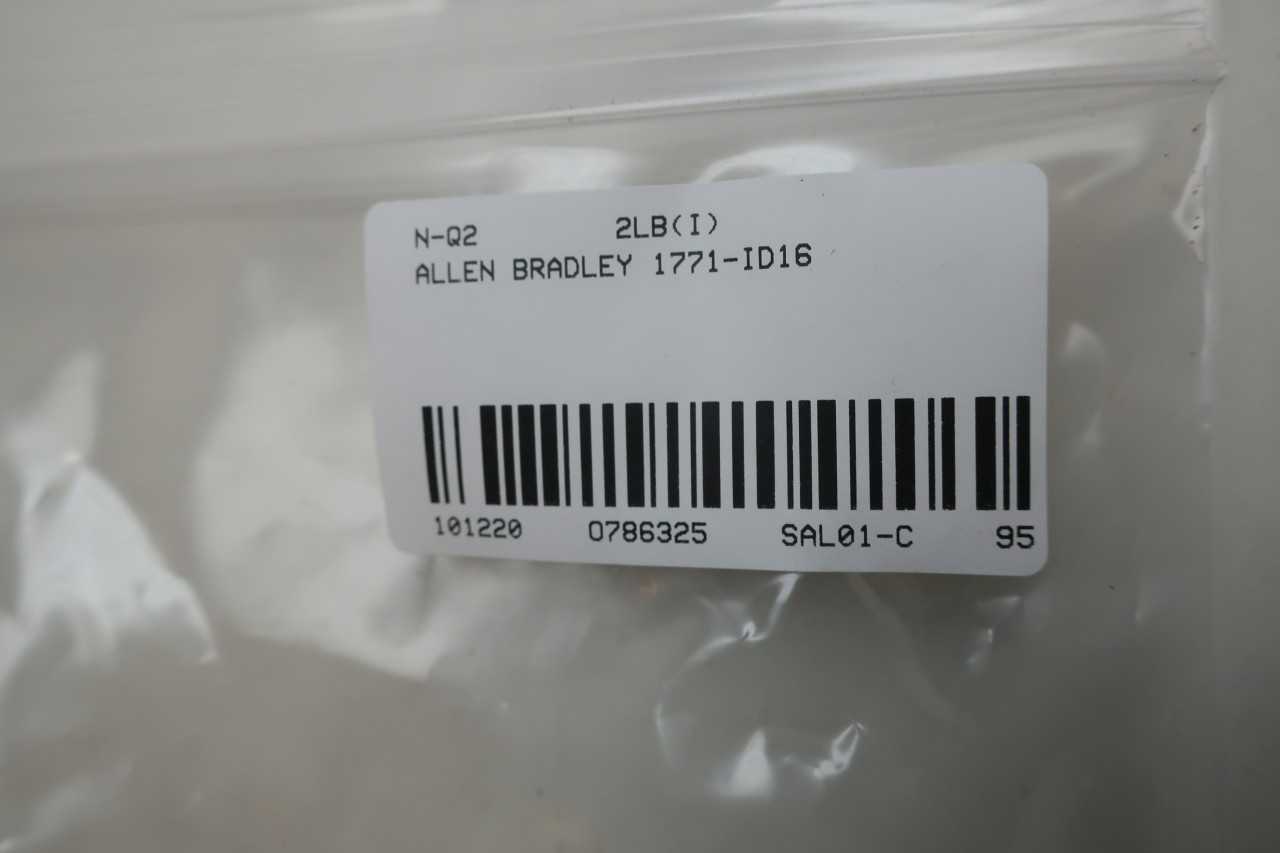 N-Q2 2LB(I)
ALLEN BRADLEY 1771-ID16
101220 0786325 SAL01-C 95